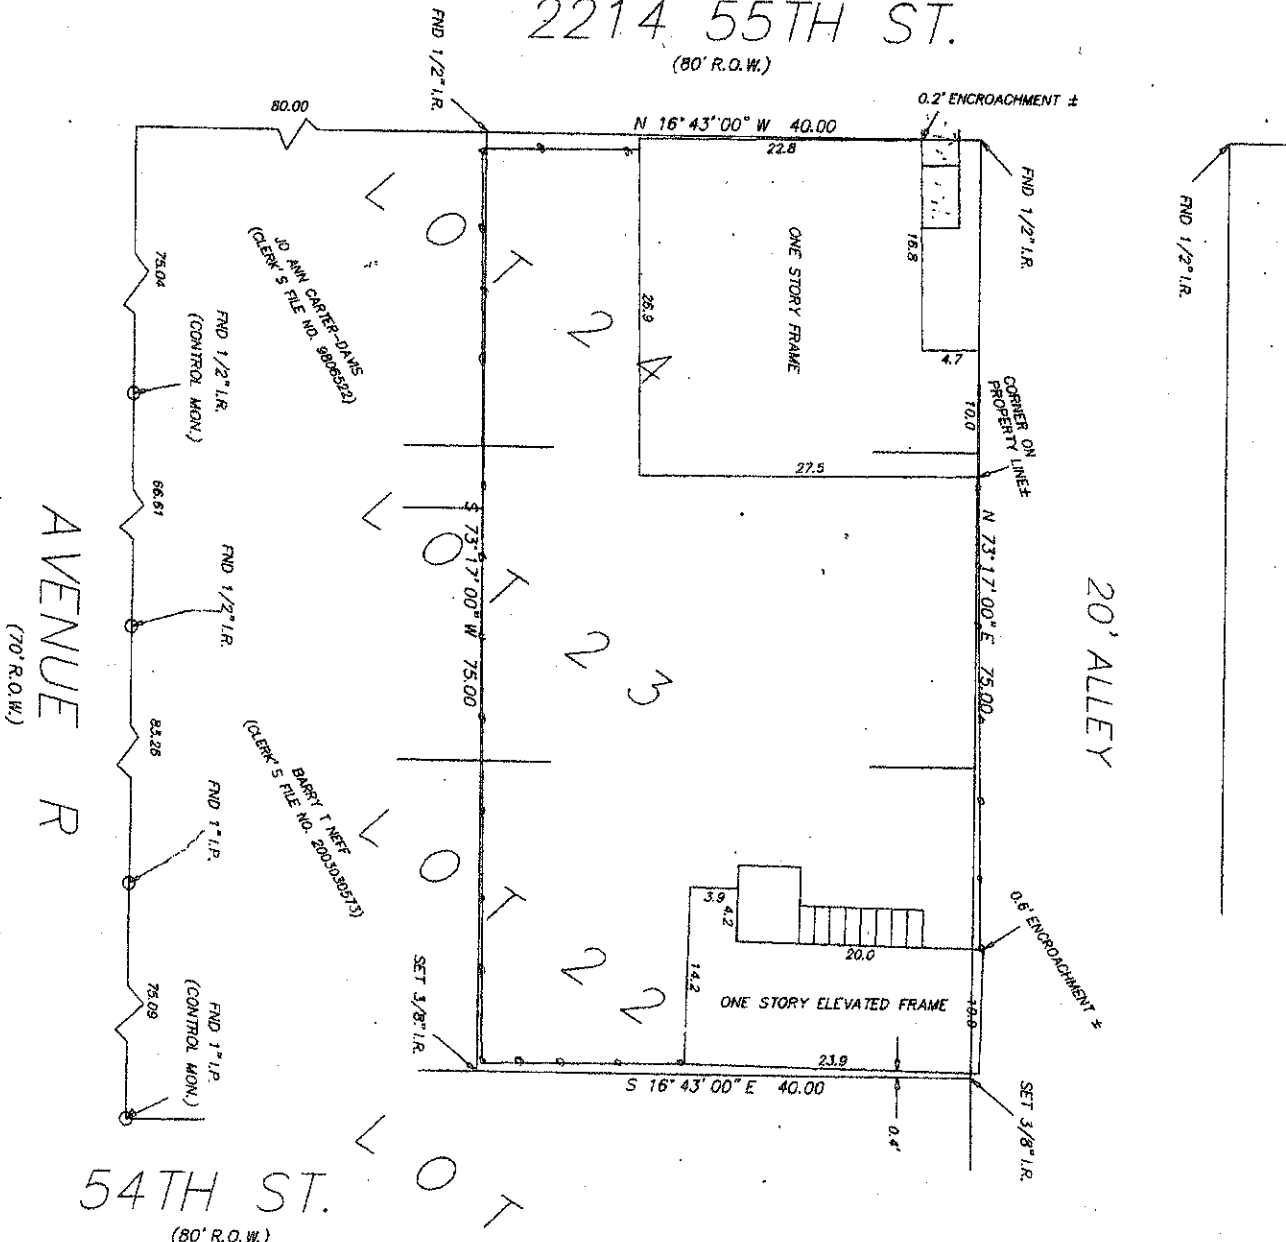 2214 55TH ST.
(80' R.O.W.)
FND 1/2" I.R.
80.00
N 16°43'00" W 40.00
0.2' ENCROACHMENT ±
22.8
FND 1/2" I.R.
FND 1/2" I.R.
LOT 24
ONE STORY FRAME
16.8
4.7
26.9
10.0
CORNER ON
PROPERTY LINE±
27.5
JO ANN CARTER-DAVIS
(CLERK'S FILE NO. 9806522)
75.04
FND 1/2" I.R.
(CONTROL MON.)
66.61
FND 1/2" I.R.
LOT 23
S 73°17'00" W 75.00
N 73°17'00" E 75.00
20' ALLEY
AVENUE R
(70' R.O.W.)
83.26
BARRY T NEFF
(CLERK'S FILE NO. 2003030573)
FND 1" I.P.
LOT 22
3.9
4.2
20.0
14.2
ONE STORY ELEVATED FRAME
0.6' ENCROACHMENT ±
23.9
SET 3/8" I.R.
S 16°43'00" E 40.00
0.4'
SET 3/8" I.R.
75.09
FND 1" I.P.
(CONTROL MON.)
LOT
54TH ST.
(80' R.O.W.)